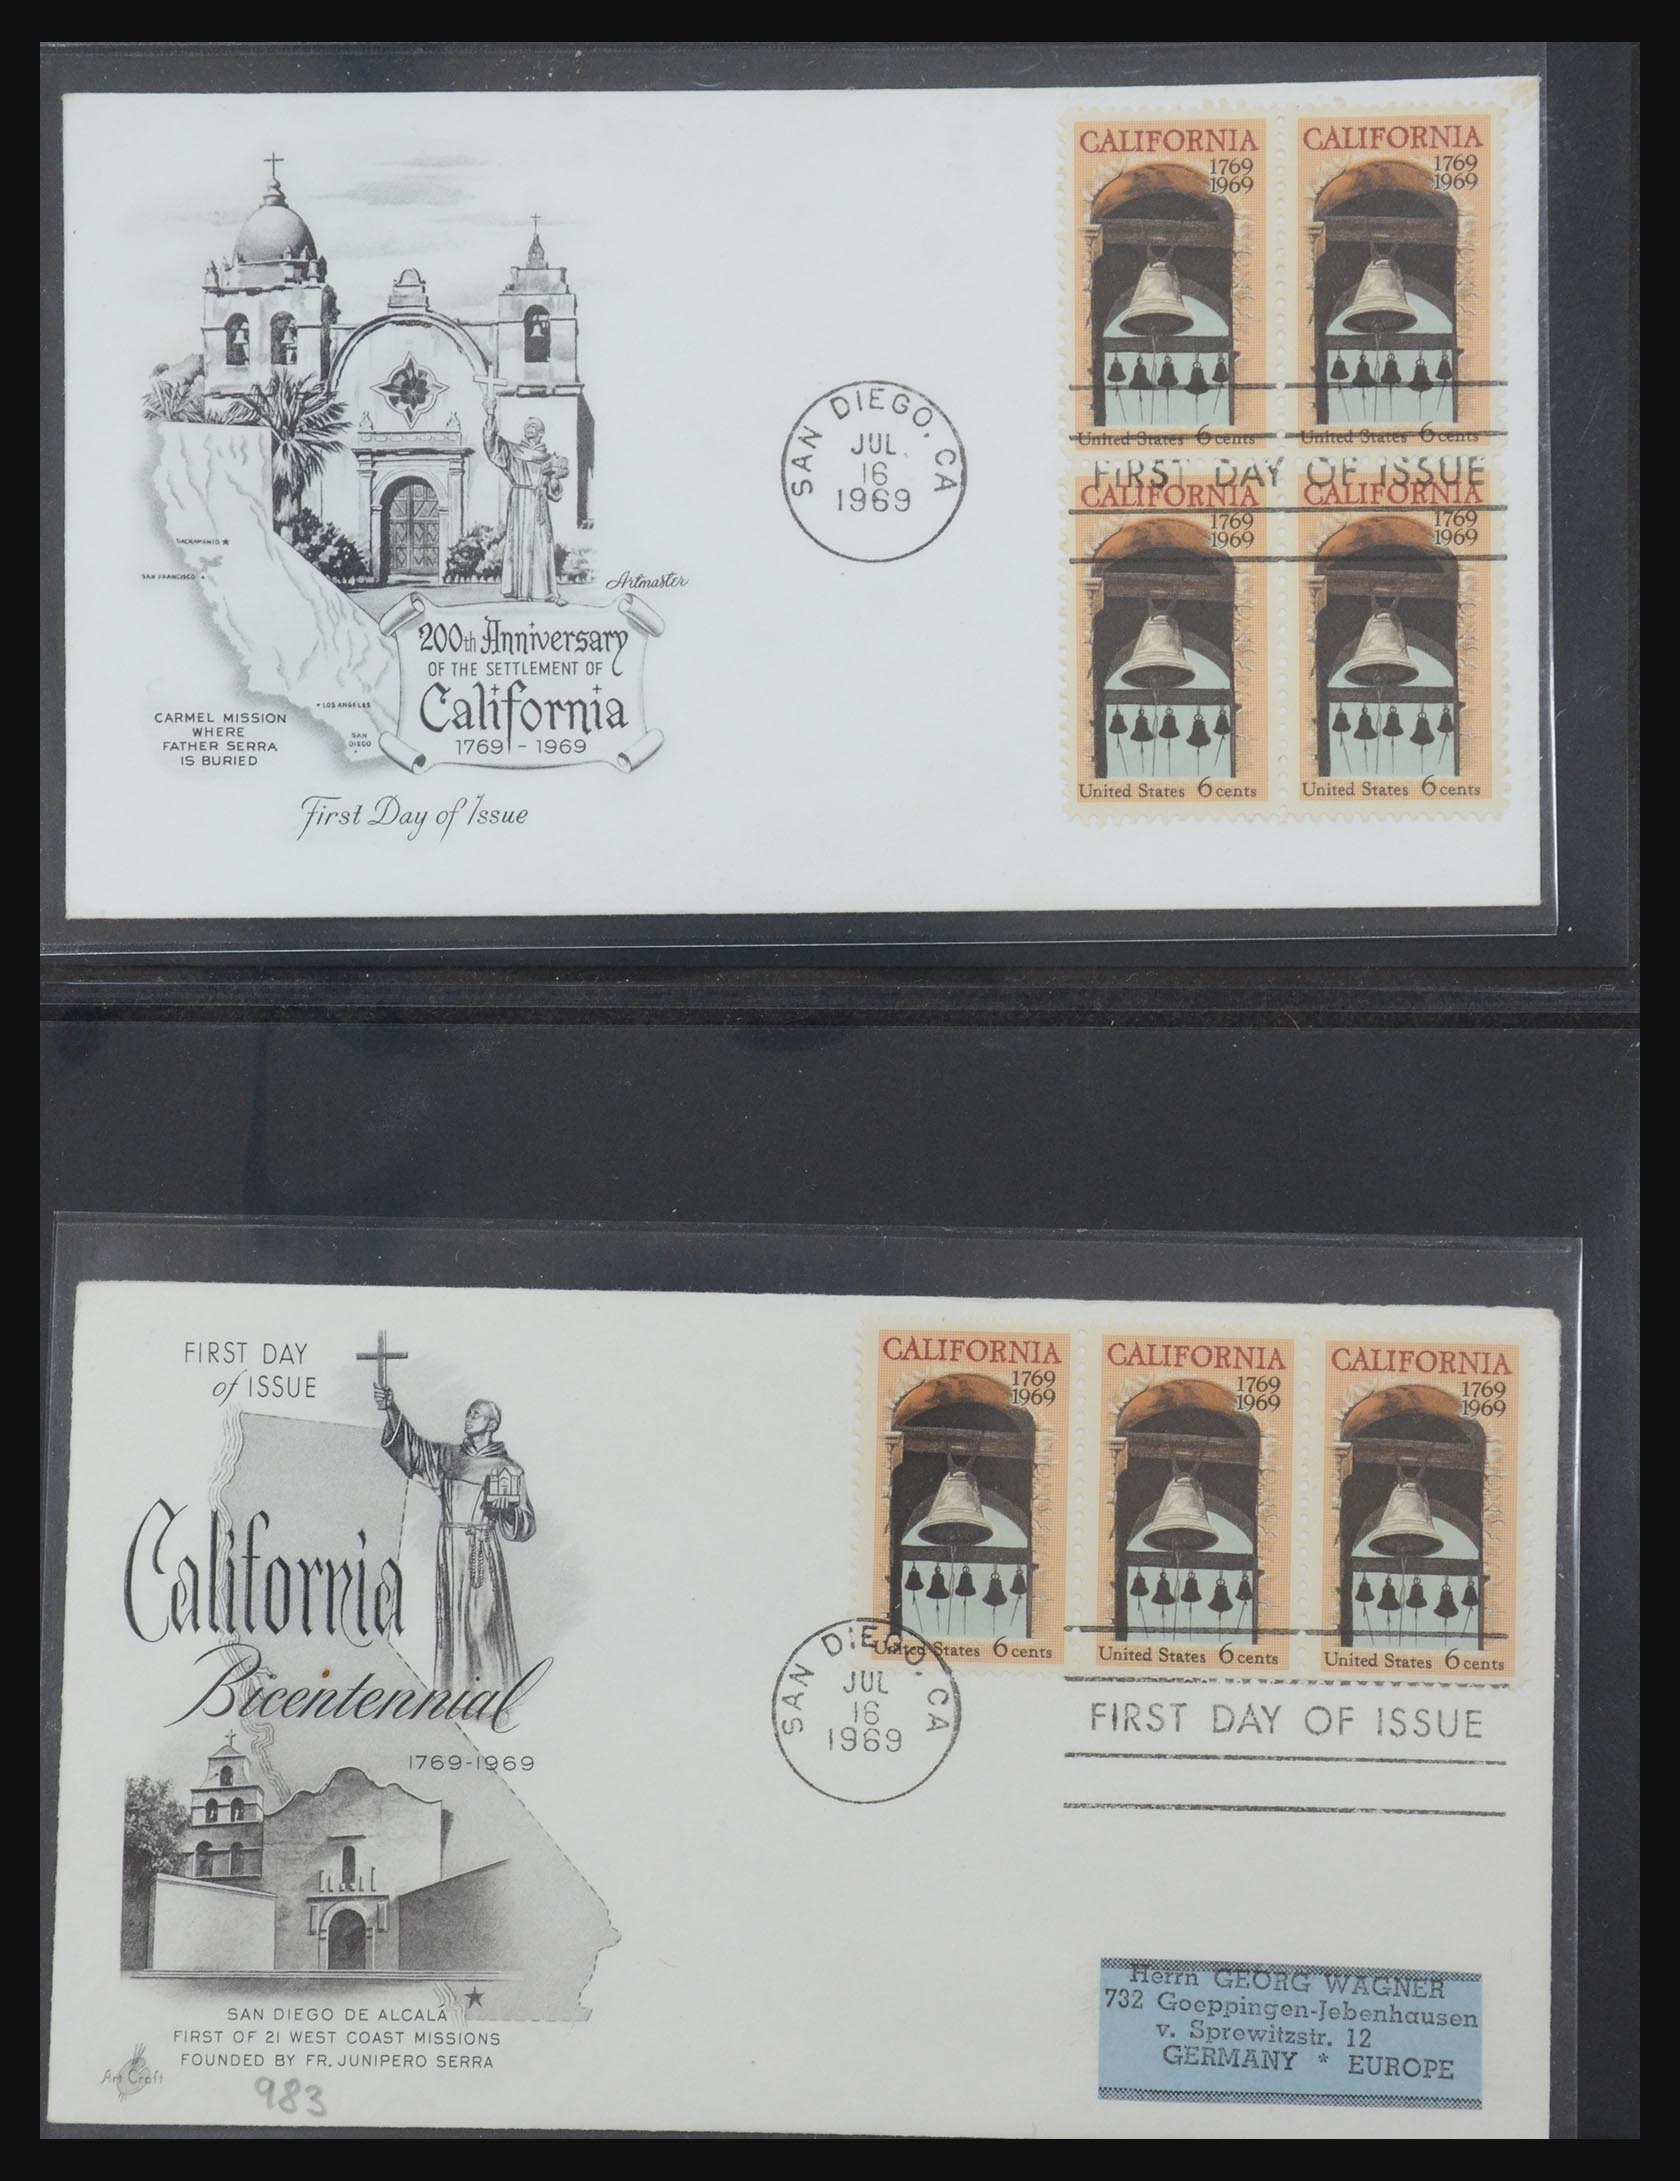 CALIFORNIA
1769
1969
United States 6 cents
CALIFORNIA
1769
1969
United States 6 cents
CALIFORNIA
1769
1969
United States 6 cents
CALIFORNIA
1769
1969
United States 6 cents
FIRST DAY OF ISSUE
SAN DIEGO, CA
JUL
16
1969
SACRAMENTO
SAN FRANCISCO
LOS ANGELES
SAN
DIEGO
Artmaster
200th Anniversary
OF THE SETTLEMENT OF
California
1769 - 1969
CARMEL MISSION
WHERE
FATHER SERRA
IS BURIED
First Day of Issue
FIRST DAY
of ISSUE
California
Bicentennial
1769-1969
SAN DIEGO DE ALCALÁ
FIRST OF 21 WEST COAST MISSIONS
FOUNDED BY FR. JUNIPERO SERRA
Art Craft
983
CALIFORNIA
1769
1969
United States 6 cents
CALIFORNIA
1769
1969
United States 6 cents
CALIFORNIA
1769
1969
United States 6 cents
SAN DIEGO, CA
JUL
16
1969
FIRST DAY OF ISSUE
Herrn GEORG WAGNER
732 Goeppingen-Jebenhausen
v. Sprewitzstr. 12
GERMANY * EUROPE